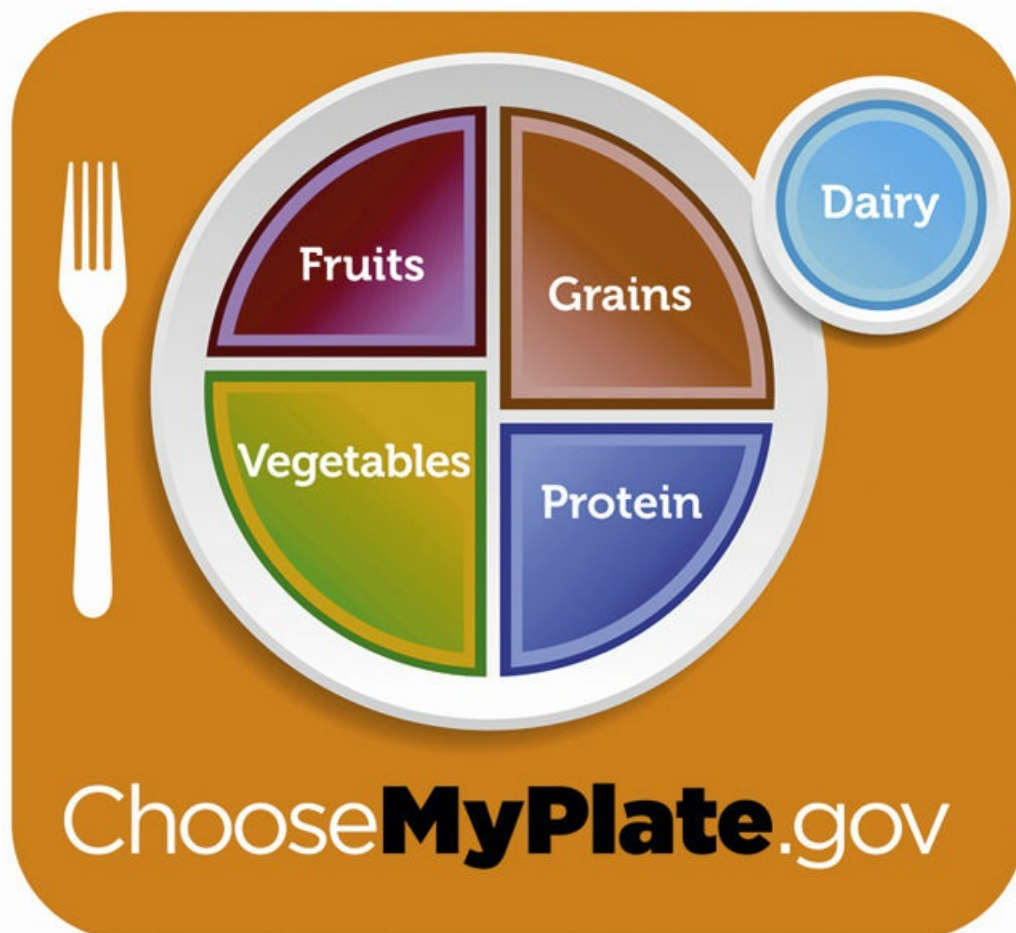 Fruits
Grains
Dairy
Vegetables
Protein
ChooseMyPlate.gov